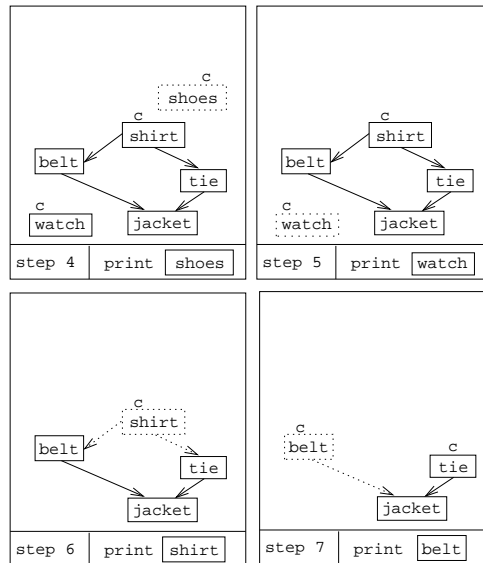 c
shoes
c
shirt
belt
tie
c
watch
jacket
step 4 print shoes
c
shirt
belt
tie
c
watch
jacket
step 5 print watch
c
shirt
belt
tie
jacket
step 6 print shirt
c
belt
c
tie
jacket
step 7 print belt